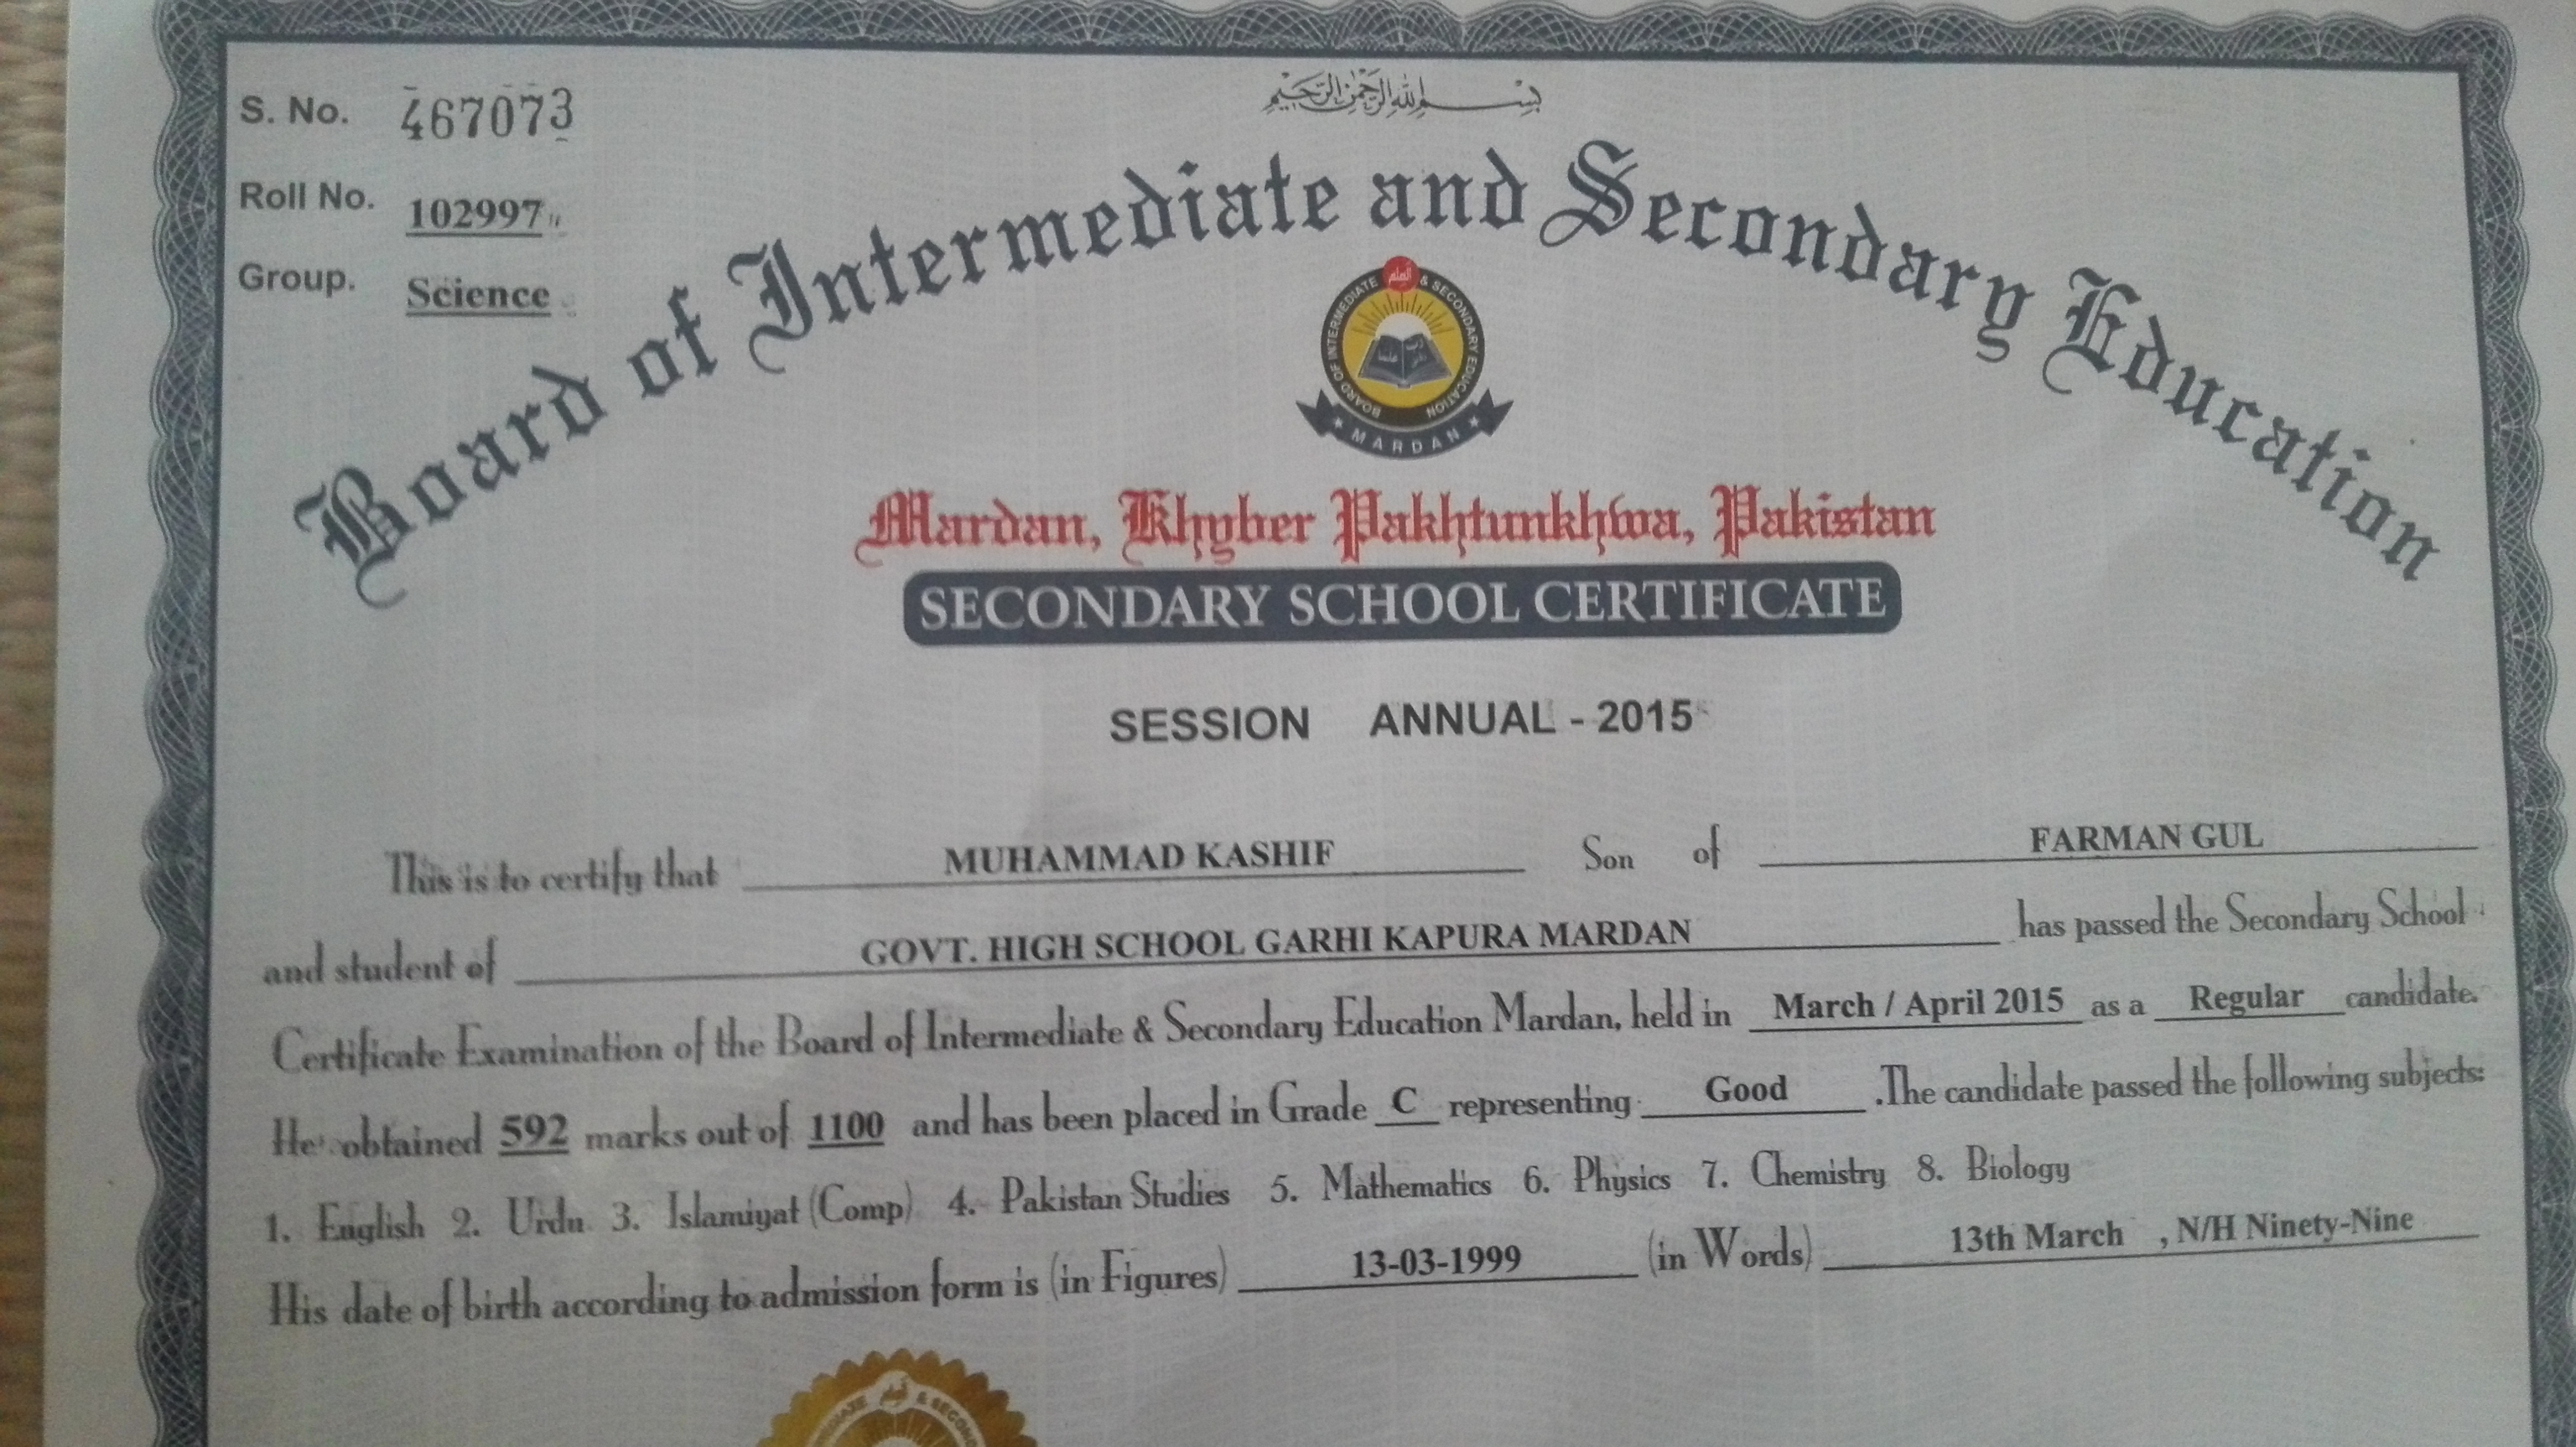 بسم الله الرحمن الرحيم
S. No. 467073
Roll No. 102997
Group. Science
Board of Intermediate and Secondary Education
العلم
BOARD OF INTERMEDIATE & SECONDARY EDUCATION
MARDAN
Mardan, Khyber Pakhtunkhwa, Pakistan
SECONDARY SCHOOL CERTIFICATE
SESSION ANNUAL - 2015
This is to certify that MUHAMMAD KASHIF Son of FARMAN GUL
and student of GOVT. HIGH SCHOOL GARHI KAPURA MARDAN has passed the Secondary School
Certificate Examination of the Board of Intermediate & Secondary Education Mardan, held in March / April 2015 as a Regular candidate.
He obtained 592 marks out of 1100 and has been placed in Grade C representing Good .The candidate passed the following subjects:
1. English 2. Urdu 3. Islamiyat (Comp) 4. Pakistan Studies 5. Mathematics 6. Physics 7. Chemistry 8. Biology
His date of birth according to admission form is (in Figures) 13-03-1999 (in Words) 13th March , N/H Ninety-Nine